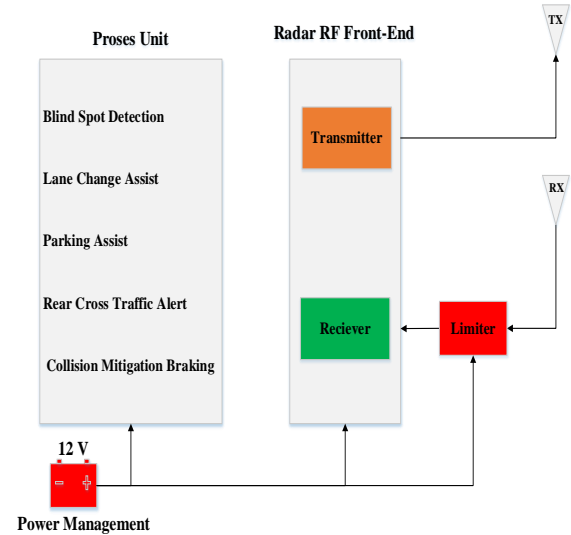 Proses Unit
Blind Spot Detection
Lane Change Assist
Parking Assist
Rear Cross Traffic Alert
Collision Mitigation Braking
Radar RF Front-End
Transmitter
Reciever
Limiter
TX
RX
12 V
- +
Power Management